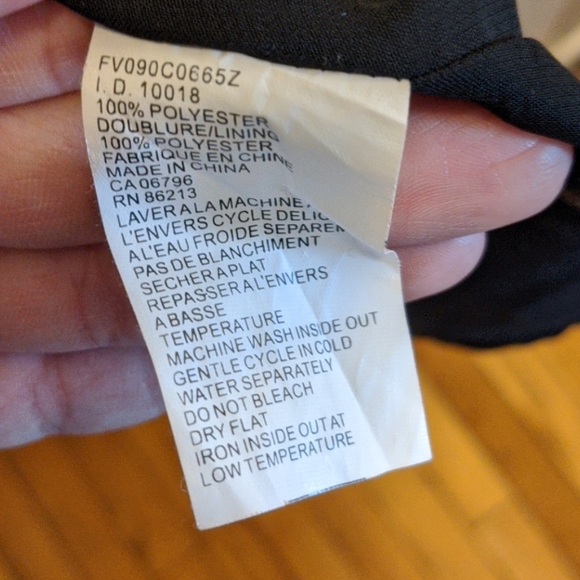 FV090C0665Z
I. D. 10018
100% POLYESTER
DOUBLURE/LINING
100% POLYESTER
FABRIQUE EN CHINE
MADE IN CHINA
CA 06796
RN 86213
LAVER A LA MACHINE
L'ENVERS CYCLE
A L'EAU FROIDE
PAS DE BLANCHIMENT
SECHER A PLAT
REPASSER A L'ENVERS
A BASSE
TEMPERATURE
MACHINE WASH INSIDE OUT
GENTLE CYCLE IN COLD
WATER SEPARATELY
DO NOT BLEACH
DRY FLAT
IRON INSIDE OUT AT
LOW TEMPERATURE